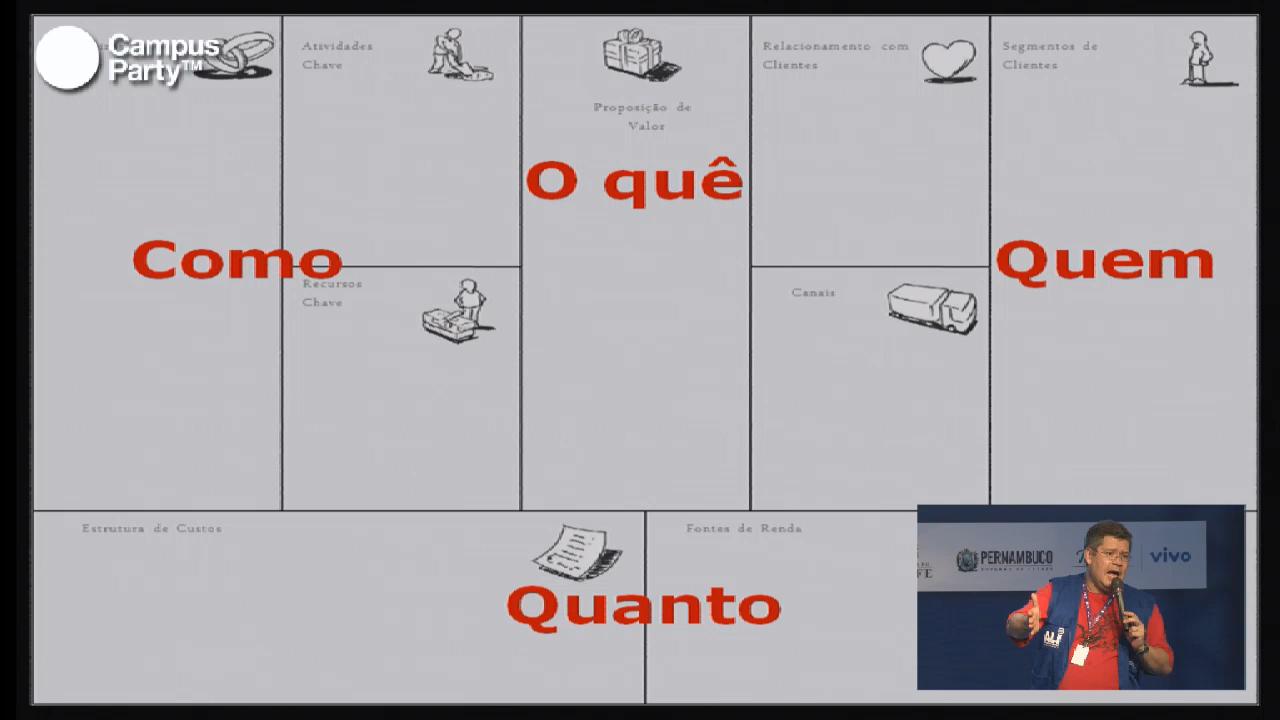 Campus
Party™
Atividades
Chave
Proposição de
Valor
Relacionamento com
Clientes
Segmentos de
Clientes
O quê
Como
Quem
Recursos
Chave
Canais
Estrutura de Custos
Fontes de Renda
Quanto
PERNAMBUCO
vivo